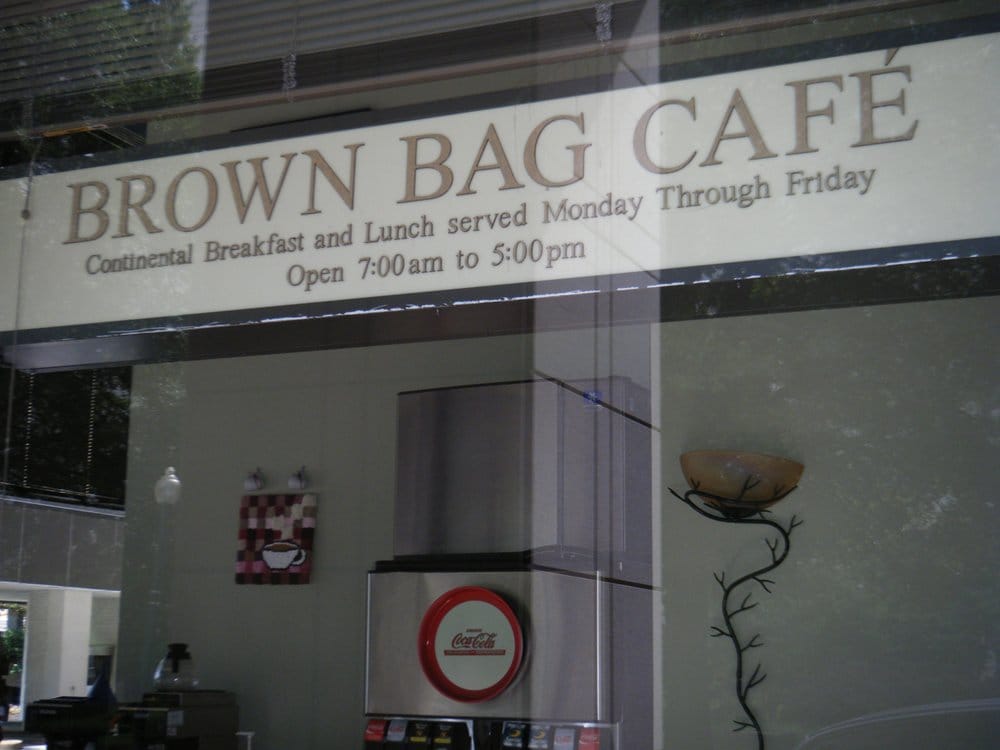 BROWN BAG CAFÉ
Continental Breakfast and Lunch served Monday Through Friday
Open 7:00am to 5:00pm
Coca-Cola